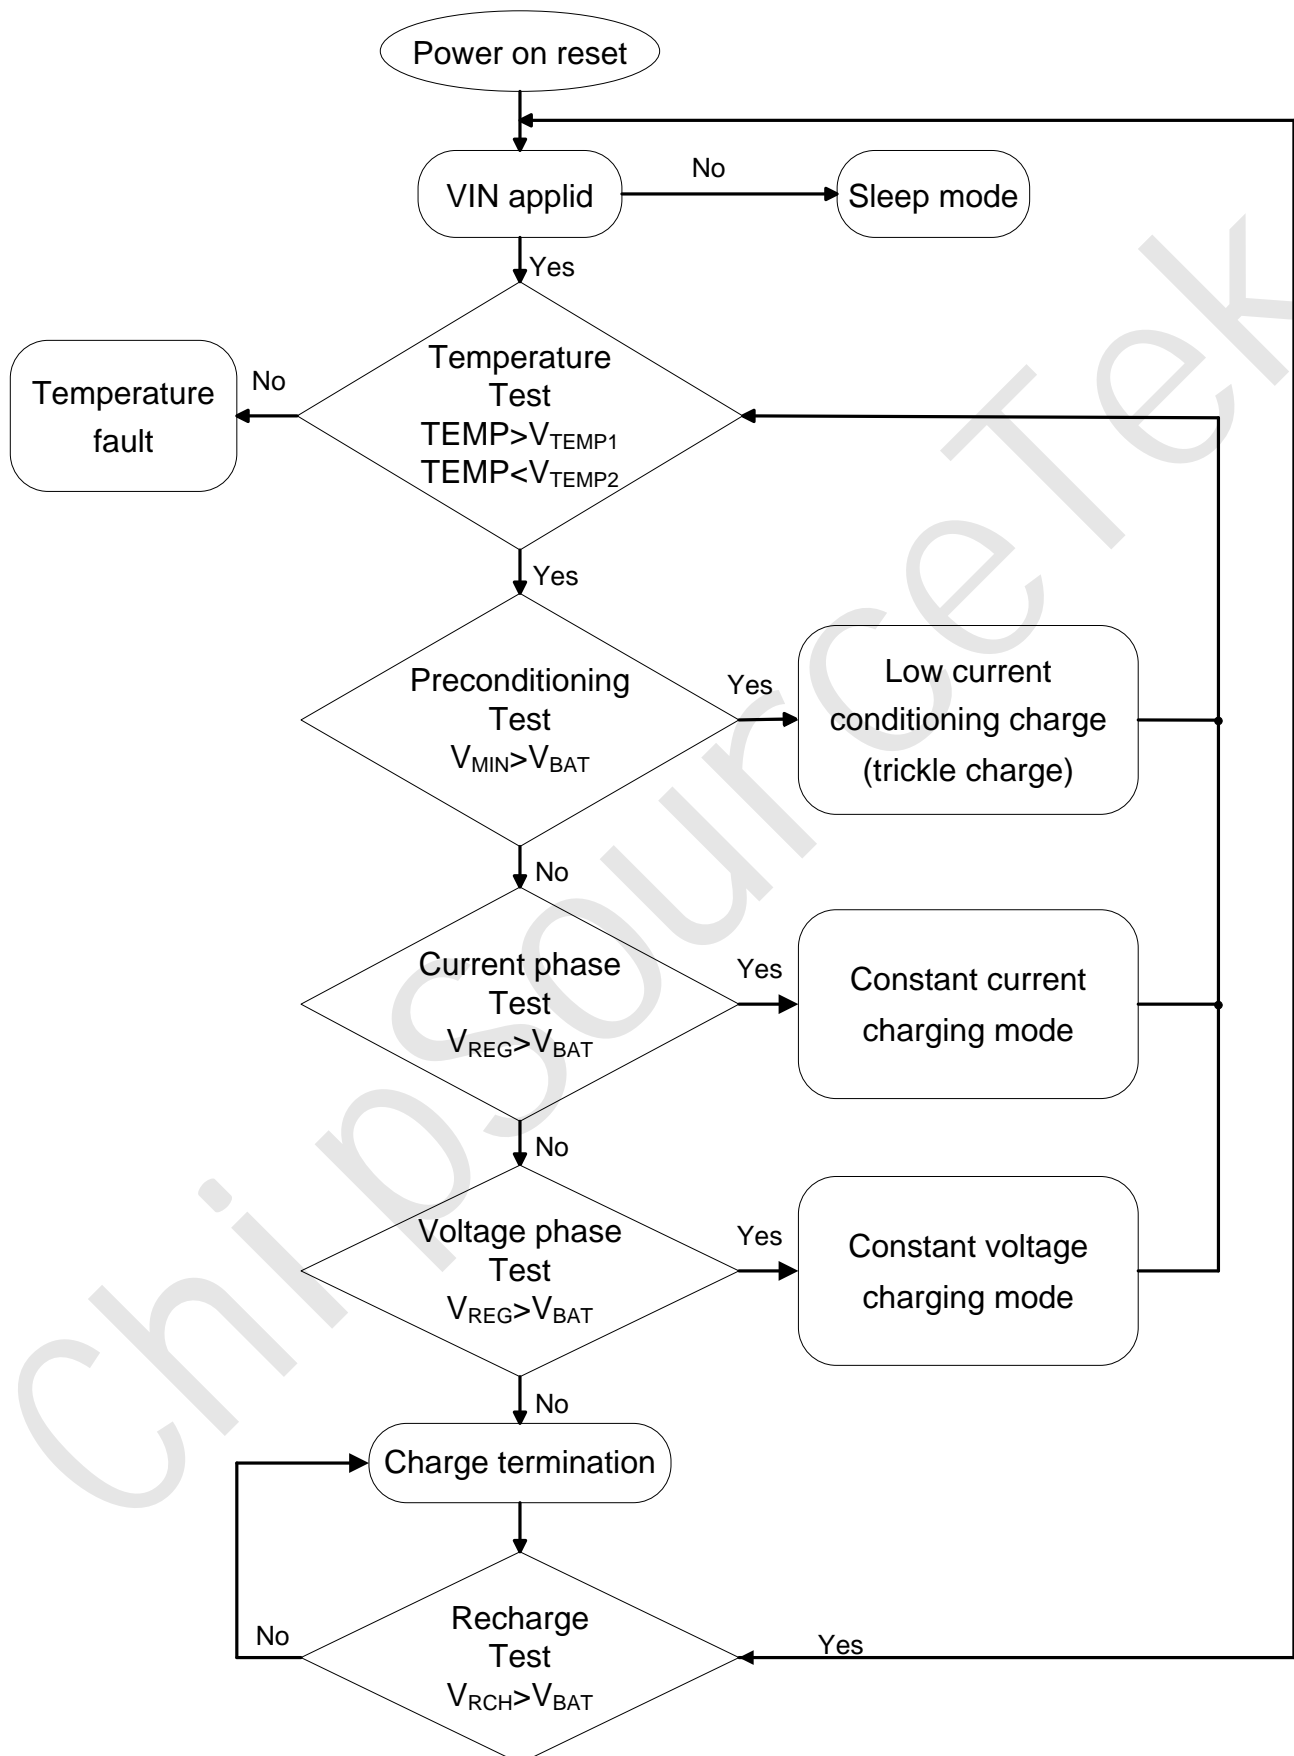 Power on reset
VIN applid
No
Sleep mode
Yes
Temperature
Test
TEMP>VTEMP1
TEMP<VTEMP2
No
Temperature
fault
Yes
Preconditioning
Test
VMIN>VBAT
Yes
Low current
conditioning charge
(trickle charge)
No
Current phase
Test
VREG>VBAT
Yes
Constant current
charging mode
No
Voltage phase
Test
VREG>VBAT
Yes
Constant voltage
charging mode
No
Charge termination
No
Recharge
Test
VRCH>VBAT
Yes
ChipSourceTek